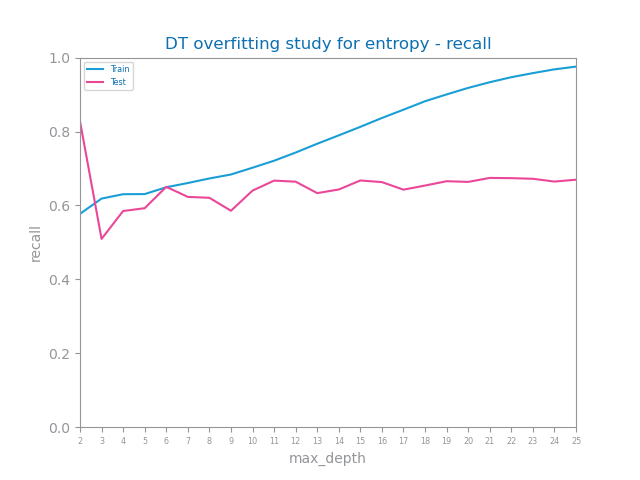 DT overfitting study for entropy - recall
Train
Test
recall
1.0
0.8
0.6
0.4
0.2
0.0
2 3 4 5 6 7 8 9 10 11 12 13 14 15 16 17 18 19 20 21 22 23 24 25
max_depth